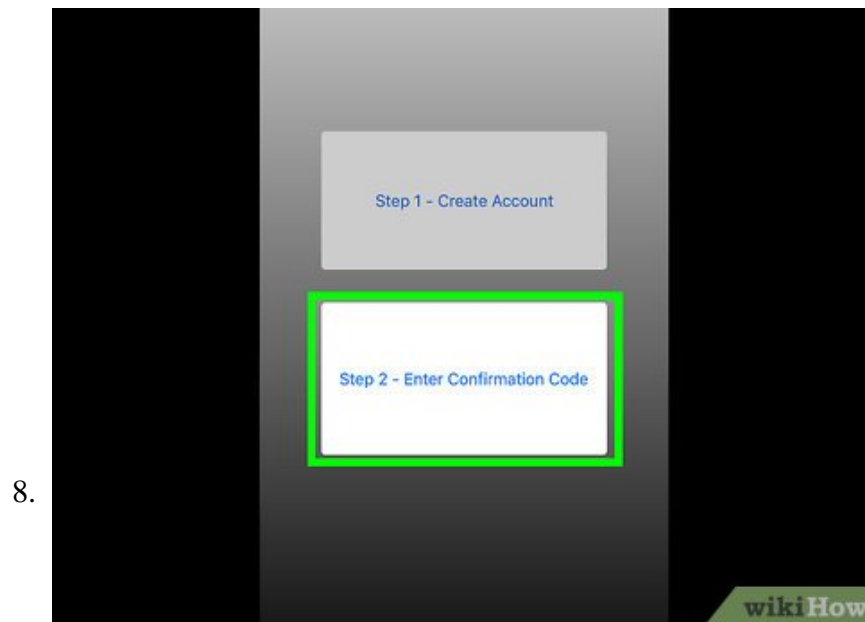 Step 1 - Create Account
Step 2 - Enter Confirmation Code
8.
wikiHow